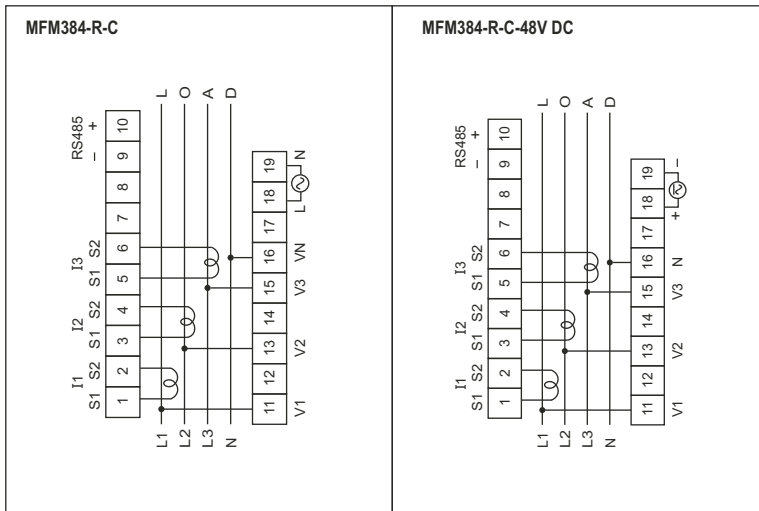 MFM384-R-C
L O A D
RS485 + –
10
9
8
7
6
5
4
3
2
1
I3 S2 S1
I2 S2 S1
I1 S2 S1
19 N
18 L
17
16 VN
15 V3
14
13 V2
12
11 V1
L1 L2 L3 N
MFM384-R-C-48V DC
L O A D
RS485 + –
10
9
8
7
6
5
4
3
2
1
I3 S2 S1
I2 S2 S1
I1 S2 S1
19 –
18 +
17
16 N
15 V3
14
13 V2
12
11 V1
L1 L2 L3 N